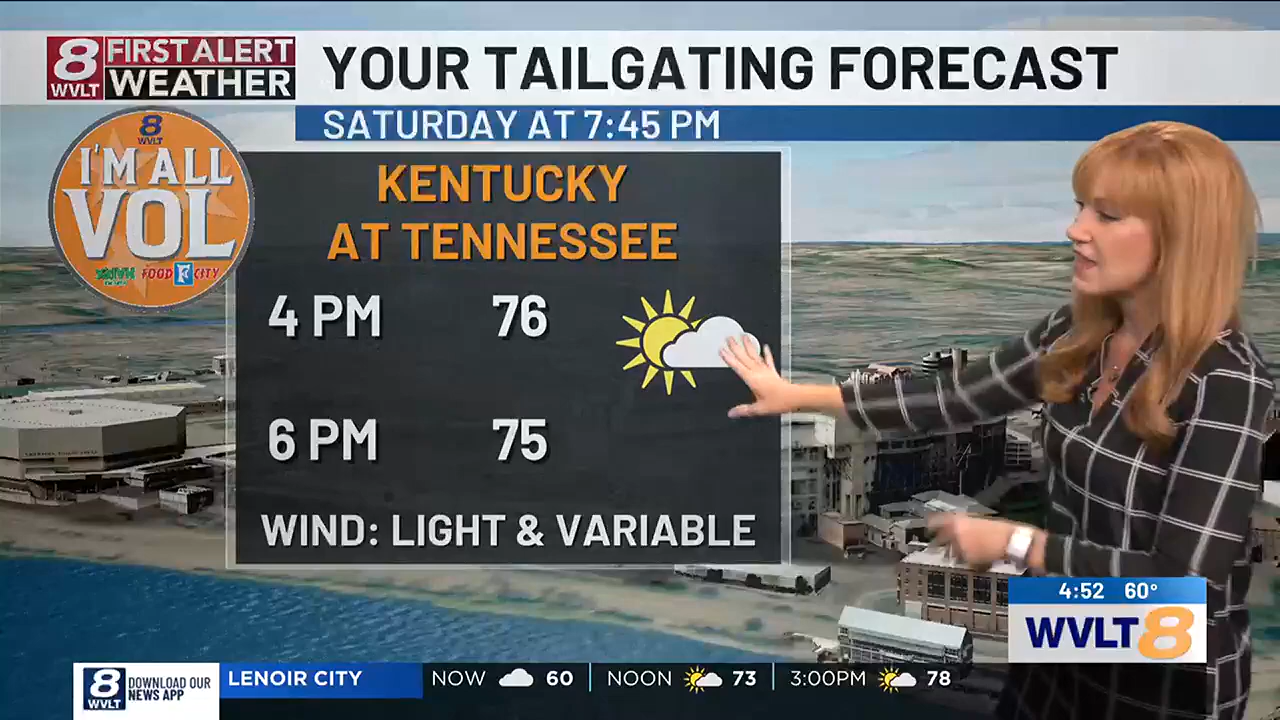 8 FIRST ALERT
WVLT WEATHER
YOUR TAILGATING FORECAST
SATURDAY AT 7:45 PM
8
WVLT
I'M ALL
VOL
FOOD CITY
KENTUCKY
AT TENNESSEE
4 PM 76
6 PM 75
WIND: LIGHT & VARIABLE
4:52 60°
WVLT 8
8
WVLT
DOWNLOAD OUR
NEWS APP
LENOIR CITY NOW 60 NOON 73 3:00PM 78